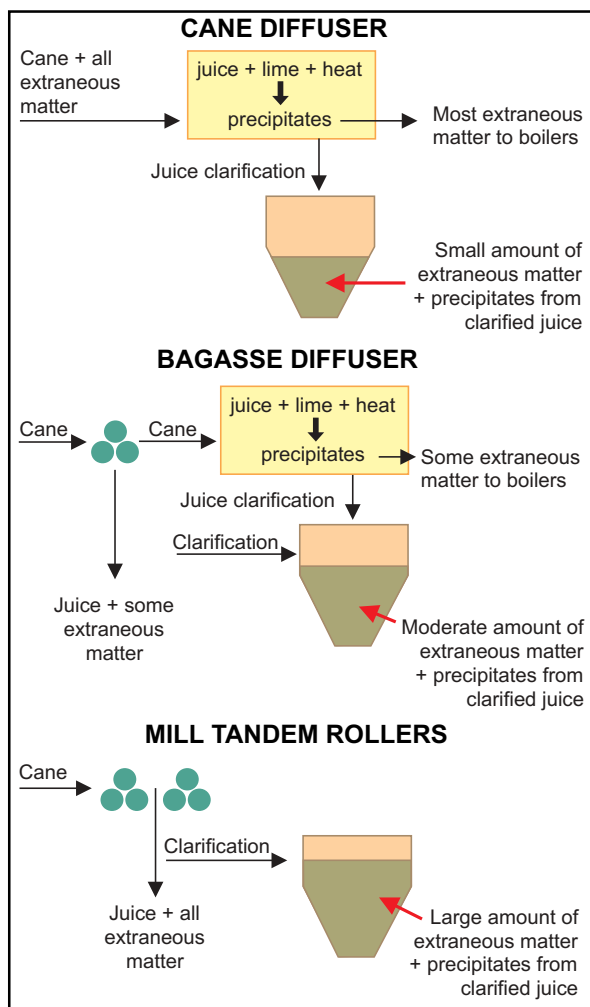 CANE DIFFUSER
Cane + all
extraneous
matter
juice + lime + heat
precipitates
Most extraneous
matter to boilers
Juice clarification
Small amount of
extraneous matter
+ precipitates from
clarified juice
BAGASSE DIFFUSER
Cane
Cane
juice + lime + heat
precipitates
Some extraneous
matter to boilers
Juice clarification
Clarification
Juice + some
extraneous
matter
Moderate amount of
extraneous matter
+ precipitates from
clarified juice
MILL TANDEM ROLLERS
Cane
Clarification
Juice + all
extraneous
matter
Large amount of
extraneous matter
+ precipitates from
clarified juice